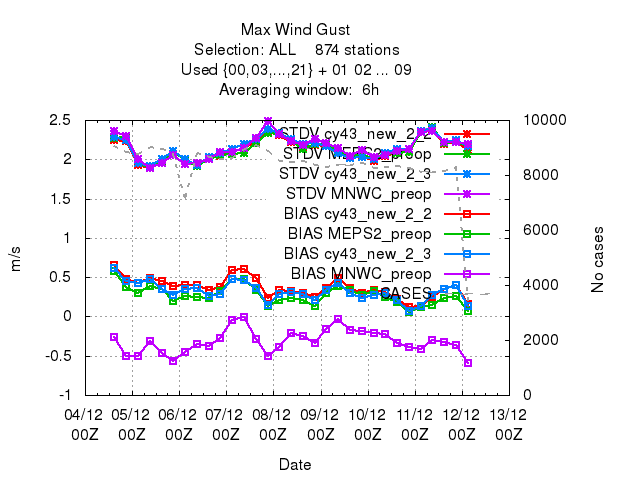 Max Wind Gust
Selection: ALL 874 stations
Used {00,03,...,21} + 01 02 ... 09
Averaging window: 6h
2.5
2
1.5
1
0.5
0
-0.5
-1
m/s
10000
8000
6000
4000
2000
0
No cases
STDV cy43_new_2_2
STDV MEPS2_preop
STDV cy43_new_2_3
STDV MNWC_preop
BIAS cy43_new_2_2
BIAS MEPS2_preop
BIAS cy43_new_2_3
BIAS MNWC_preop
CASES
04/12 05/12 06/12 07/12 08/12 09/12 10/12 11/12 12/12 13/12
00Z 00Z 00Z 00Z 00Z 00Z 00Z 00Z 00Z 00Z
Date